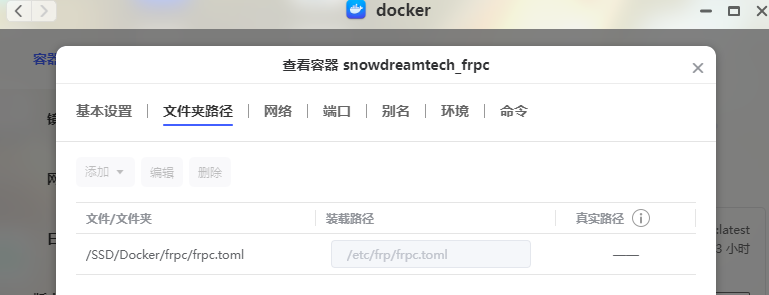 docker
容器
查看容器 snowdreamtech_frpc
基本设置 文件夹路径 网络 端口 别名 环境 命令
添加 编辑 删除
文件/文件夹 装载路径 真实路径
/SSD/Docker/frpc/frpc.toml /etc/frp/frpc.toml ——
:latest
3 小时